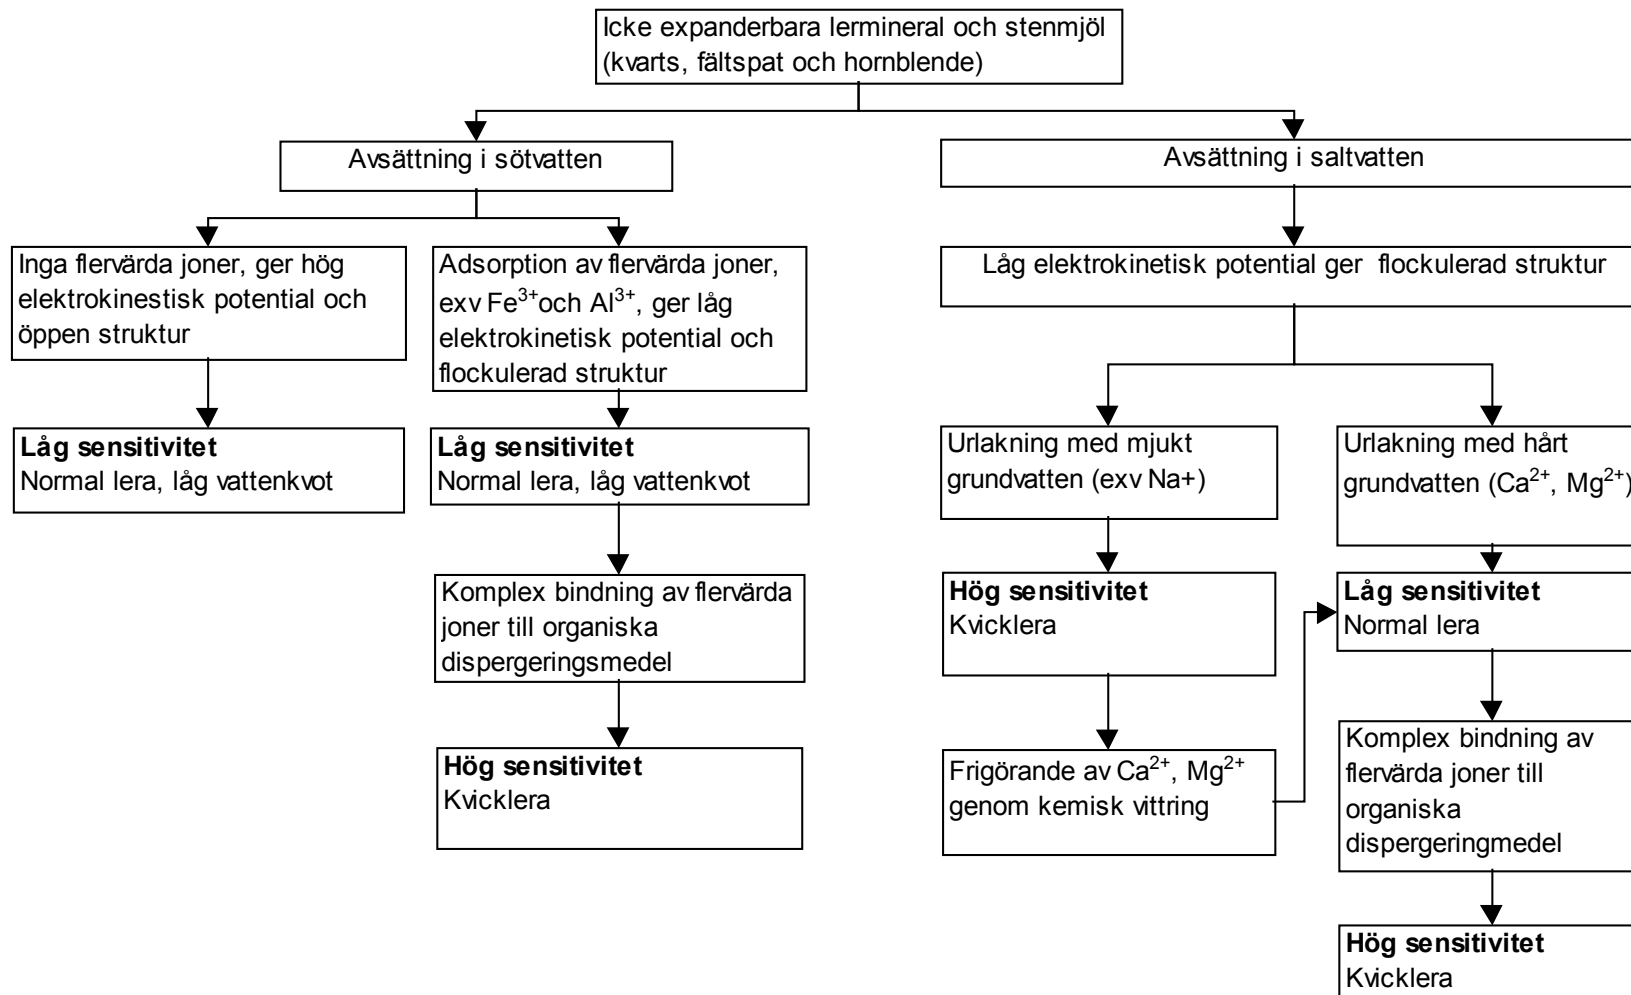 Icke expanderbara lermineral och stenmjöl
(kvarts, fältspat och hornblende)
Avsättning i sötvatten
Avsättning i saltvatten
Inga flervärda joner, ger hög
elektrokinestisk potential och
öppen struktur
Adsorption av flervärda joner,
exv Fe³⁺och Al³⁺, ger låg
elektrokinetisk potential och
flockulerad struktur
Låg elektrokinetisk potential ger flockulerad struktur
Låg sensitivitet
Normal lera, låg vattenkvot
Låg sensitivitet
Normal lera, låg vattenkvot
Urlakning med mjukt
grundvatten (exv Na+)
Urlakning med hårt
grundvatten (Ca²⁺, Mg²⁺)
Komplex bindning av flervärda
joner till organiska
dispergeringsmedel
Hög sensitivitet
Kvicklera
Låg sensitivitet
Normal lera
Hög sensitivitet
Kvicklera
Frigörande av Ca²⁺, Mg²⁺
genom kemisk vittring
Komplex bindning av
flervärda joner till
organiska
dispergeringmedel
Hög sensitivitet
Kvicklera